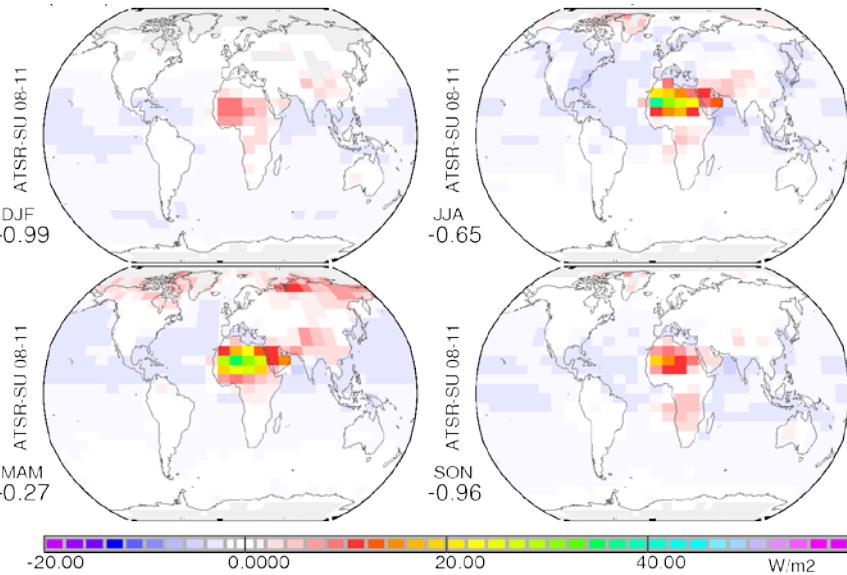 ATSR-SU 08-11
DJF
-0.99
ATSR-SU 08-11
JJA
-0.65
ATSR-SU 08-11
MAM
-0.27
ATSR-SU 08-11
SON
-0.96
-20.00 0.0000 20.00 40.00 W/m2